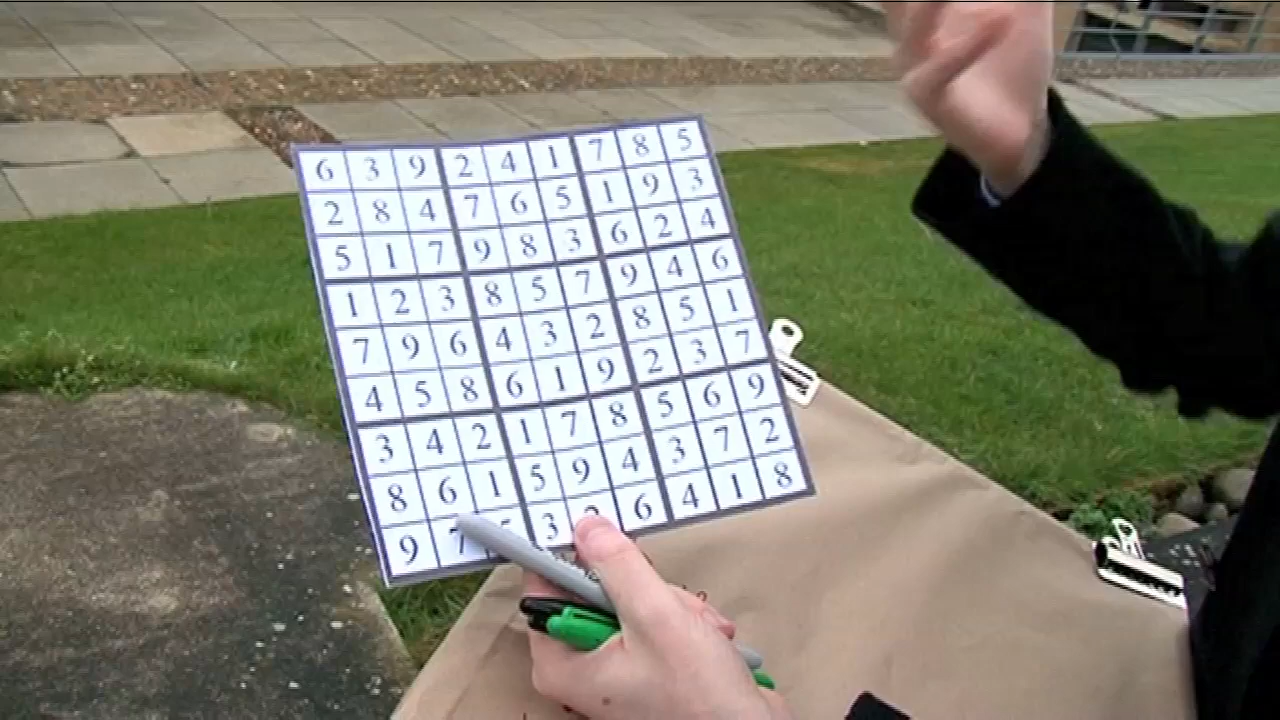 6 3 9 2 4 1 7 8 5
2 8 4 7 6 5 1 9 3
5 1 7 9 8 3 6 2 4
1 2 3 8 5 7 9 4 6
7 9 6 4 3 2 8 5 1
4 5 8 6 1 9 2 3 7
3 4 2 1 7 8 5 6 9
8 6 1 5 9 4 3 7 2
9 7 5 3 2 6 4 1 8